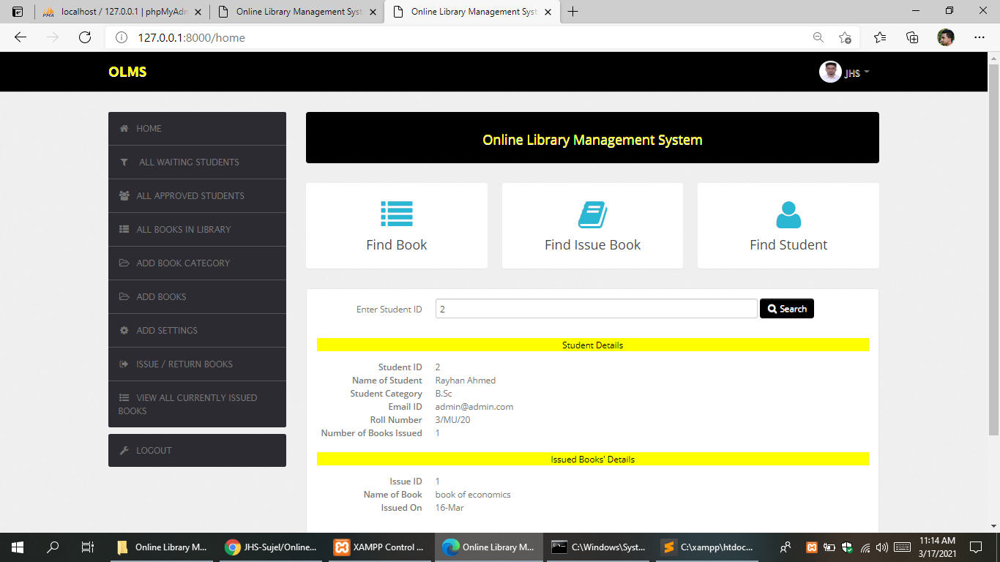 localhost / 127.0.0.1 | phpMyAdm
Online Library Management Syst
Online Library Management Syst
127.0.0.1:8000/home
OLMS
JHS
HOME
ALL WAITING STUDENTS
ALL APPROVED STUDENTS
ALL BOOKS IN LIBRARY
ADD BOOK CATEGORY
ADD BOOKS
ADD SETTINGS
ISSUE / RETURN BOOKS
VIEW ALL CURRENTLY ISSUED
BOOKS
LOGOUT
Online Library Management System
Find Book
Find Issue Book
Find Student
Enter Student ID 2 Search
Student Details
Student ID 2
Name of Student Rayhan Ahmed
Student Category B.Sc
Email ID admin@admin.com
Roll Number 3/MU/20
Number of Books Issued 1
Issued Books' Details
Issue ID 1
Name of Book book of economics
Issued On 16-Mar
Online Library M...
JHS-Sujel/Online...
XAMPP Control ...
Online Library M...
C:\Windows\Syst...
C:\xampp\htdoc...
11:14 AM
3/17/2021